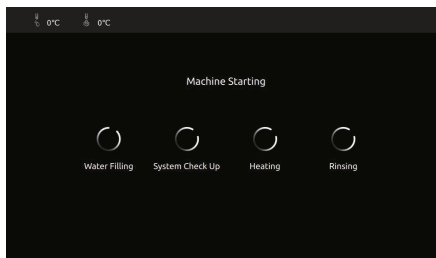 0℃ 0℃
Machine Starting
Water Filling System Check Up Heating Rinsing